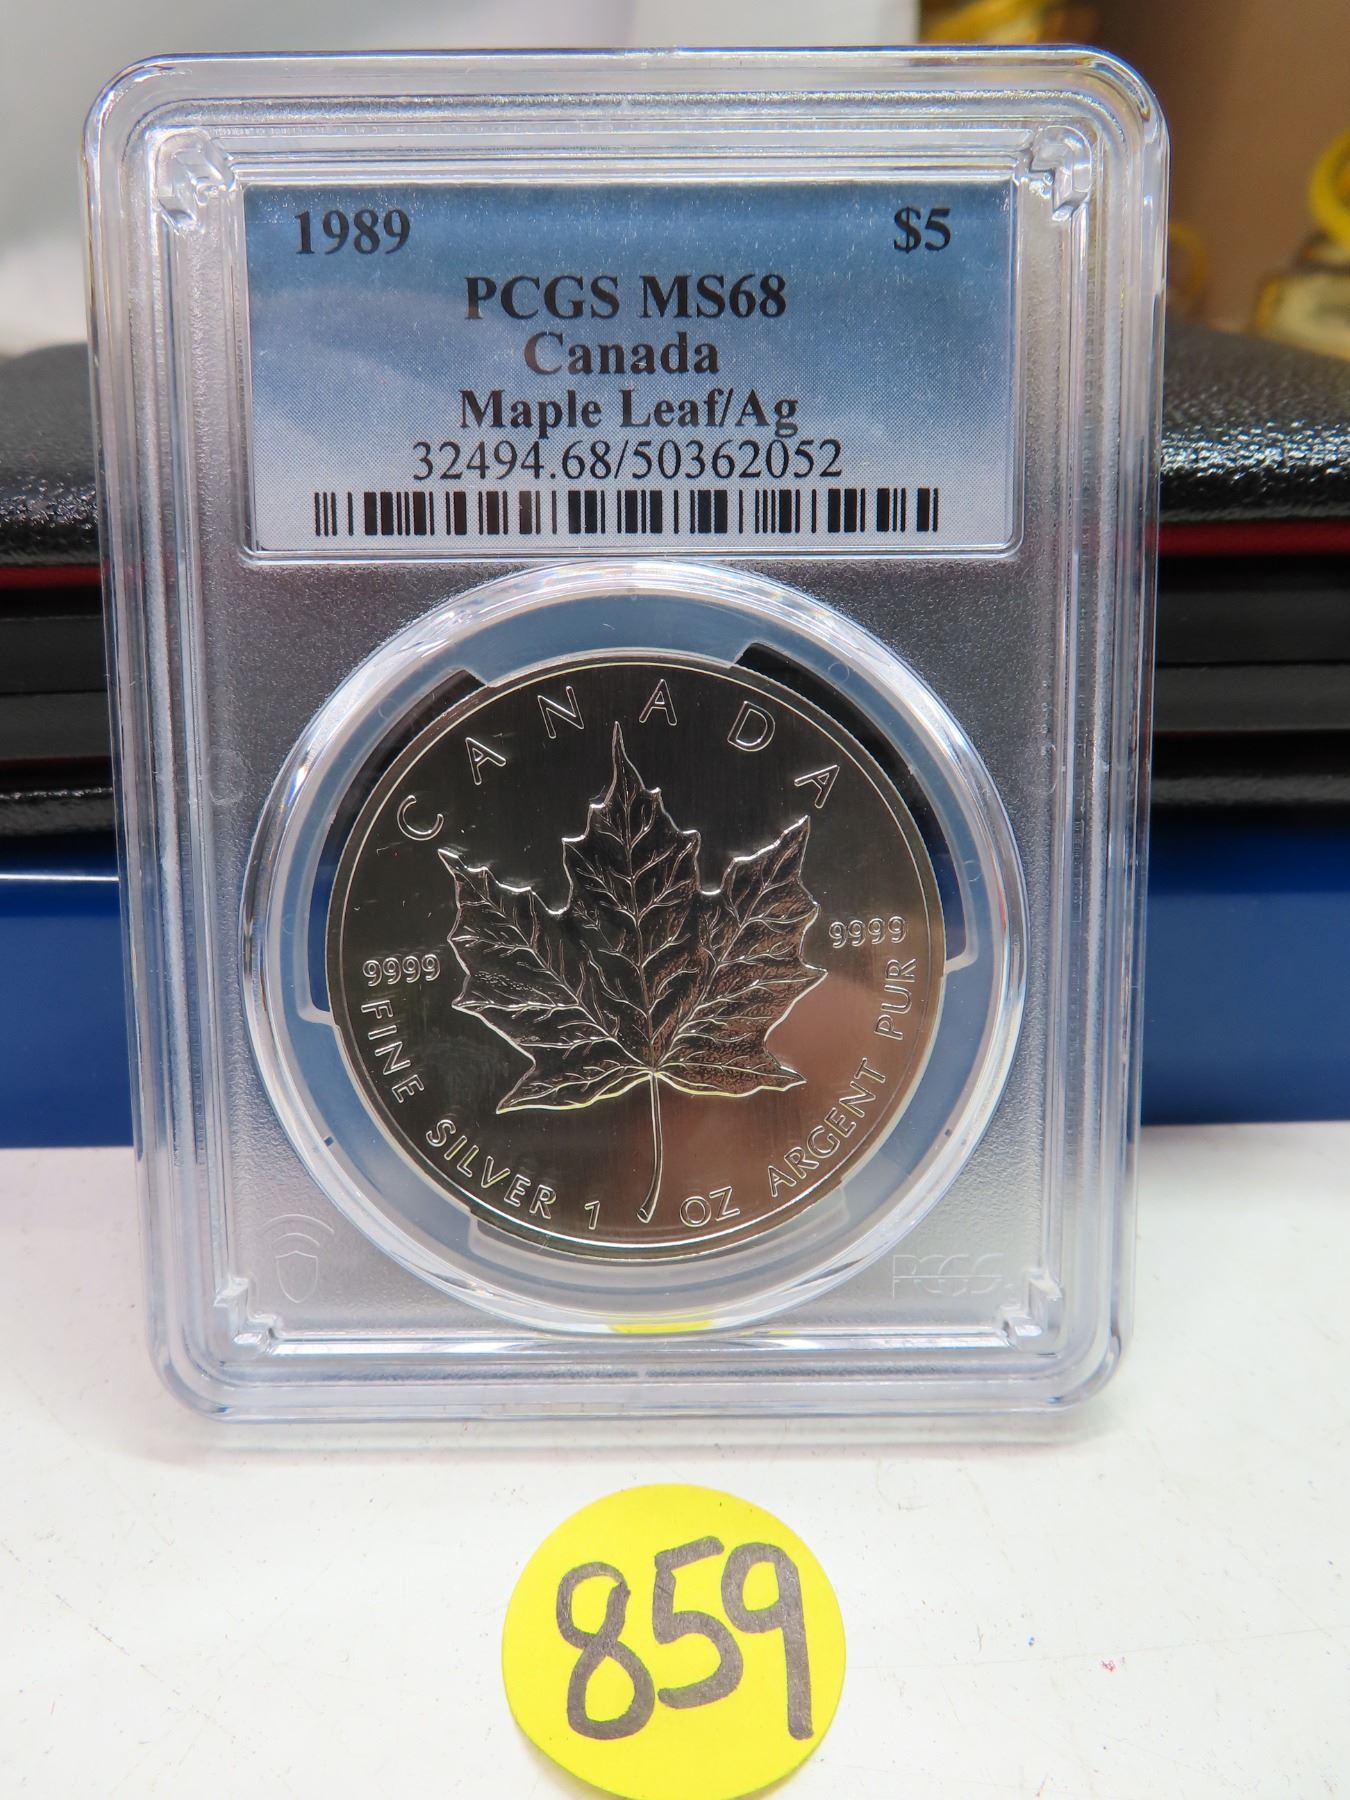 1989 $5
PCGS MS68
Canada
Maple Leaf/Ag
32494.68/50362052
CANADA
9999 9999
FINE SILVER 1 OZ ARGENT PUR
PCGS
859